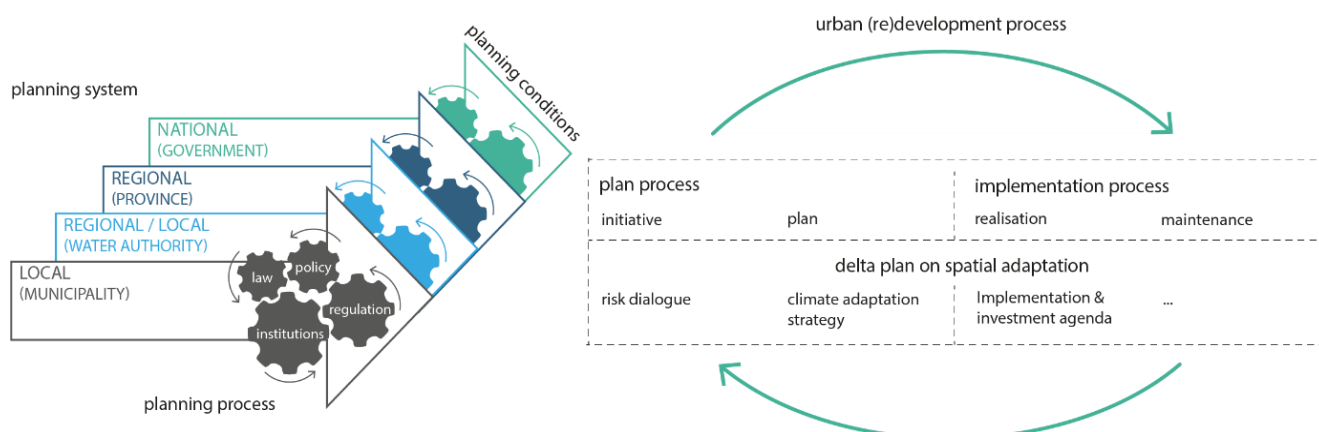 urban (re)development process
planning conditions
planning system
NATIONAL
(GOVERNMENT)
REGIONAL
(PROVINCE)
REGIONAL / LOCAL
(WATER AUTHORITY)
LOCAL
(MUNICIPALITY)
law
policy
regulation
institutions
planning process
plan process
implementation process
initiative
plan
realisation
maintenance
delta plan on spatial adaptation
risk dialogue
climate adaptation
strategy
Implementation &
investment agenda
...